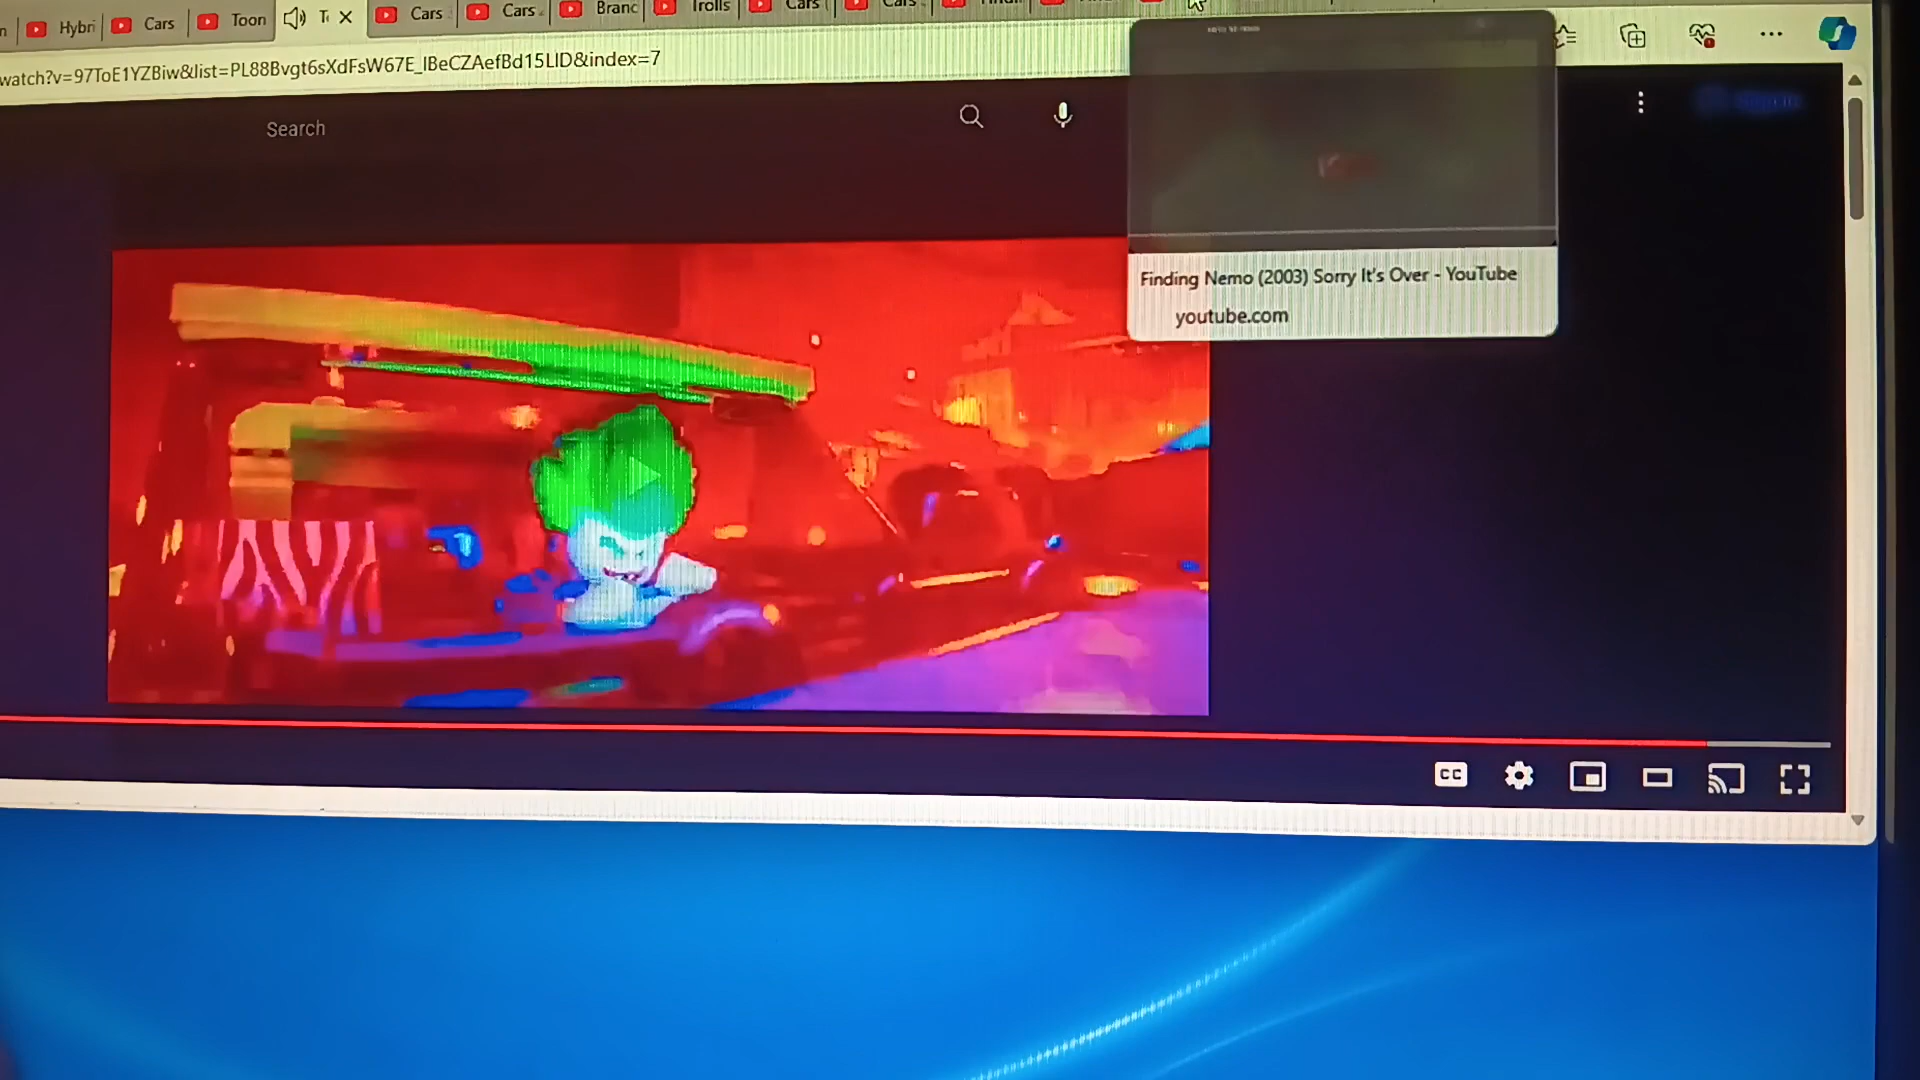 Hybri
Cars
Toon
Cars
Cars
Branc
Trolls
Cars
watch?v=97ToE1YZBiw&list=PL88Bvgt6sXdFsW67E_IBeCZAefBd15LID&index=7
Search
Finding Nemo (2003) Sorry It's Over - YouTube
youtube.com
CC